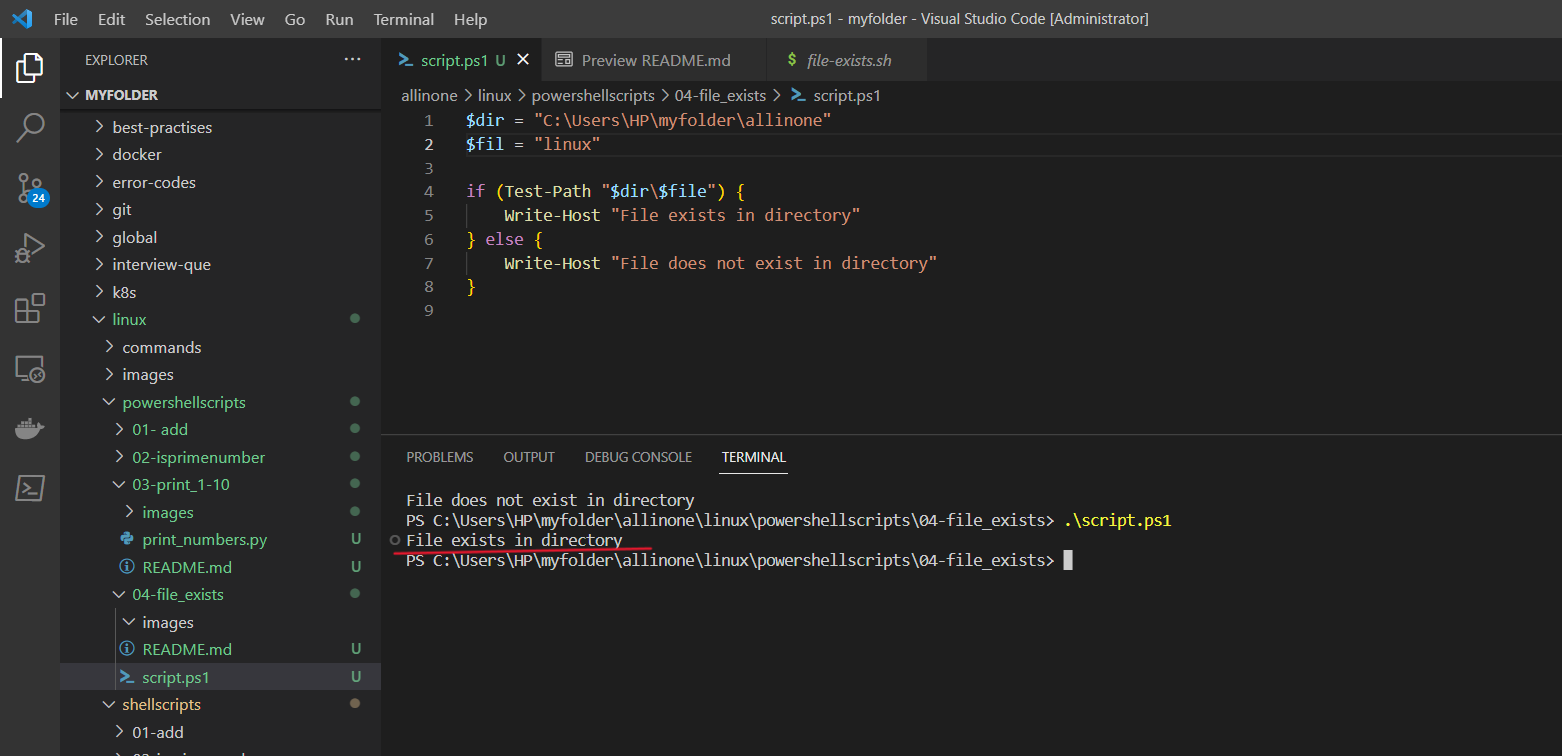 File Edit Selection View Go Run Terminal Help script.ps1 - myfolder - Visual Studio Code [Administrator]
EXPLORER ...
MYFOLDER
best-practises
docker
error-codes
git
global
interview-que
k8s
linux
commands
images
powershellscripts
01- add
02-isprimenumber
03-print_1-10
images
print_numbers.py U
README.md U
04-file_exists
images
README.md U
script.ps1 U
shellscripts
01-add
24
script.ps1 U
Preview README.md
$ file-exists.sh
allinone > linux > powershellscripts > 04-file_exists > script.ps1
1 $dir = "C:\Users\HP\myfolder\allinone"
2 $fil = "linux"
3
4 if (Test-Path "$dir\$file") {
5 Write-Host "File exists in directory"
6 } else {
7 Write-Host "File does not exist in directory"
8 }
9
PROBLEMS OUTPUT DEBUG CONSOLE TERMINAL
File does not exist in directory
PS C:\Users\HP\myfolder\allinone\linux\powershellscripts\04-file_exists> .\script.ps1
File exists in directory
PS C:\Users\HP\myfolder\allinone\linux\powershellscripts\04-file_exists>